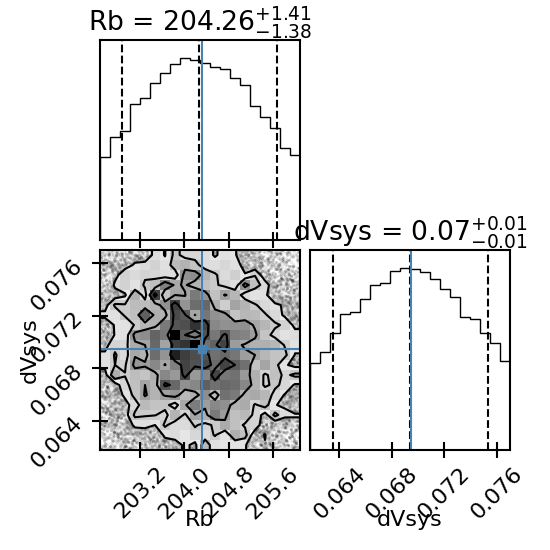 Rb = 204.26+1.41−1.38
dVsys = 0.07+0.01−0.01
0.076
0.072
0.068
0.064
dVsys
203.2 204.0 204.8 205.6
Rb
0.064 0.068 0.072 0.076
dVsys